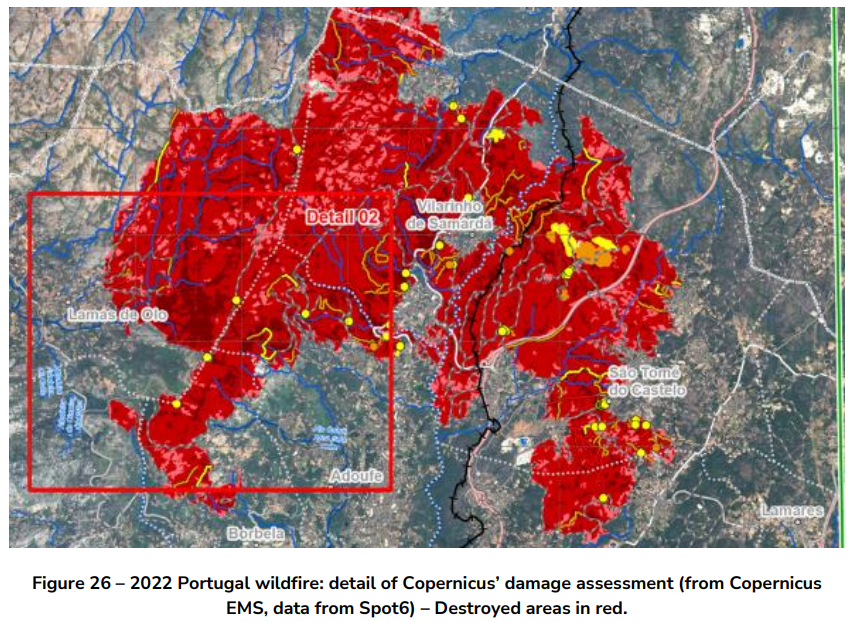 Detail 02
Vilarinho
de Samardã
Lamas de Olo
São Tomé
do Castelo
Adoufe
Lamares
Borbela
Figure 26 – 2022 Portugal wildfire: detail of Copernicus’ damage assessment (from Copernicus
EMS, data from Spot6) – Destroyed areas in red.